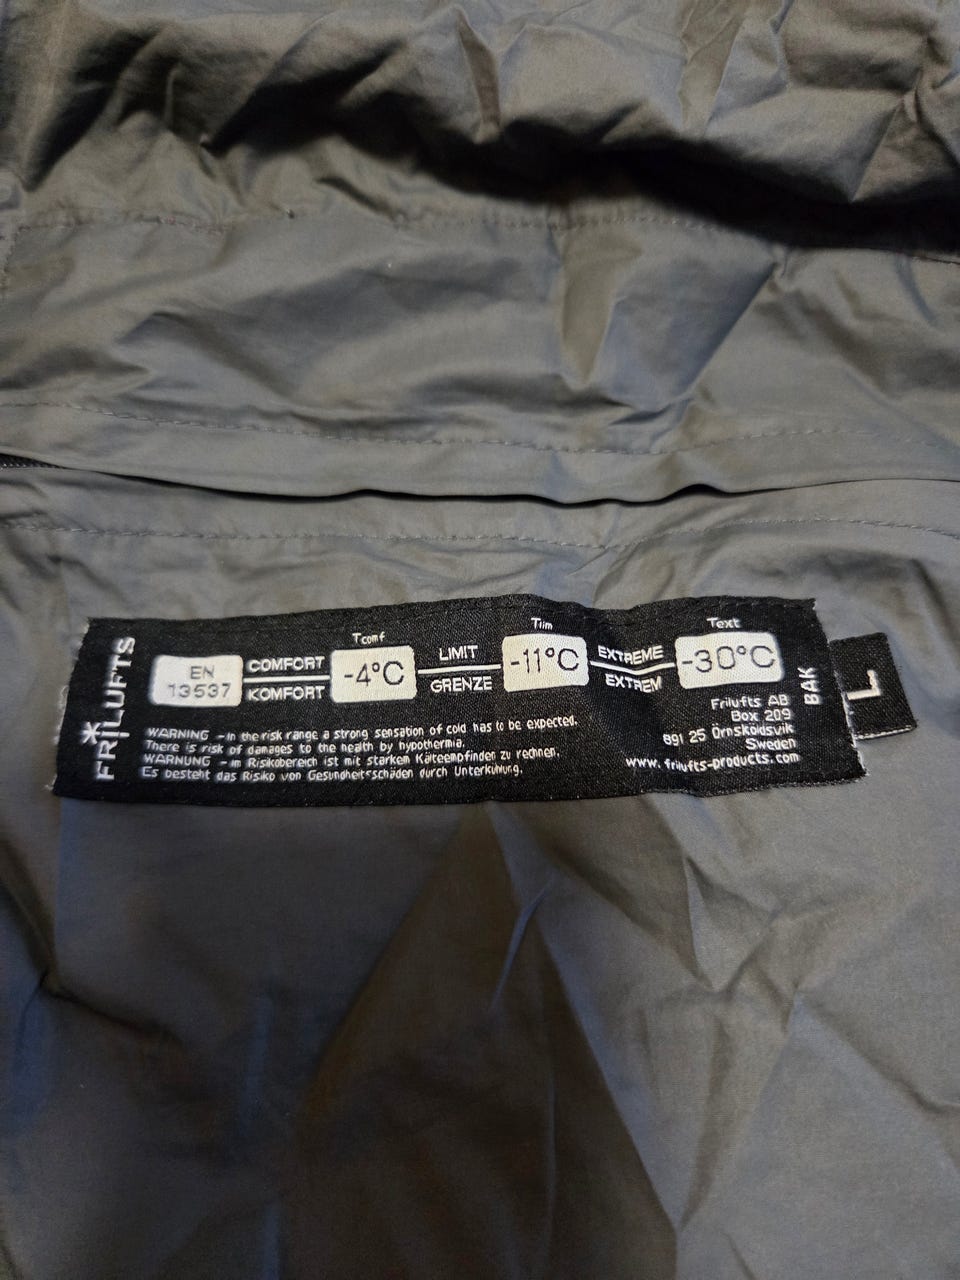 FRILUFTS
EN
13537
COMFORT
KOMFORT
Tcomf
-4°C
LIMIT
GRENZE
Tlim
-11°C
EXTREME
EXTREM
Text
-30°C
WARNING - In the risk range a strong sensation of cold has to be expected.
There is risk of damages to the health by hypothermia.
WARNUNG - im Risikobereich ist mit starkem Kälteempfinden zu rechnen.
Es besteht das Risiko von Gesundheitsschäden durch Unterkühlung.
Frilufts AB
Box 209
891 25 Örnsköldsvik
Sweden
www.frilufts-products.com
BAK
L